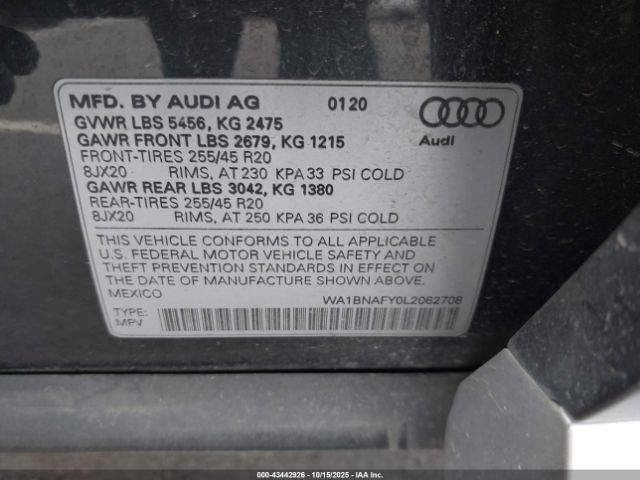 MFD. BY AUDI AG 0120
GVWR LBS 5456, KG 2475
GAWR FRONT LBS 2679, KG 1215
Audi
FRONT-TIRES 255/45 R20
8JX20 RIMS, AT 230 KPA 33 PSI COLD
GAWR REAR LBS 3042, KG 1380
REAR-TIRES 255/45 R20
8JX20 RIMS, AT 250 KPA 36 PSI COLD
THIS VEHICLE CONFORMS TO ALL APPLICABLE
U.S. FEDERAL MOTOR VEHICLE SAFETY AND
THEFT PREVENTION STANDARDS IN EFFECT ON
THE DATE OF MANUFACTURE SHOWN ABOVE.
MEXICO WA1BNAFY0L2062708
TYPE:
MPV
000-43442926 - 10/15/2025 - IAA Inc.